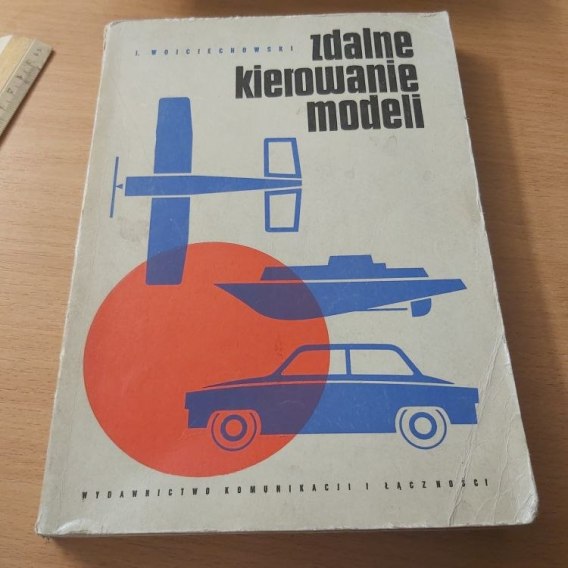 J. WOJCIECHOWSKI
zdalne
kierowanie
modeli
WYDAWNICTWO KOMUNIKACJI I ŁĄCZNOŚCI